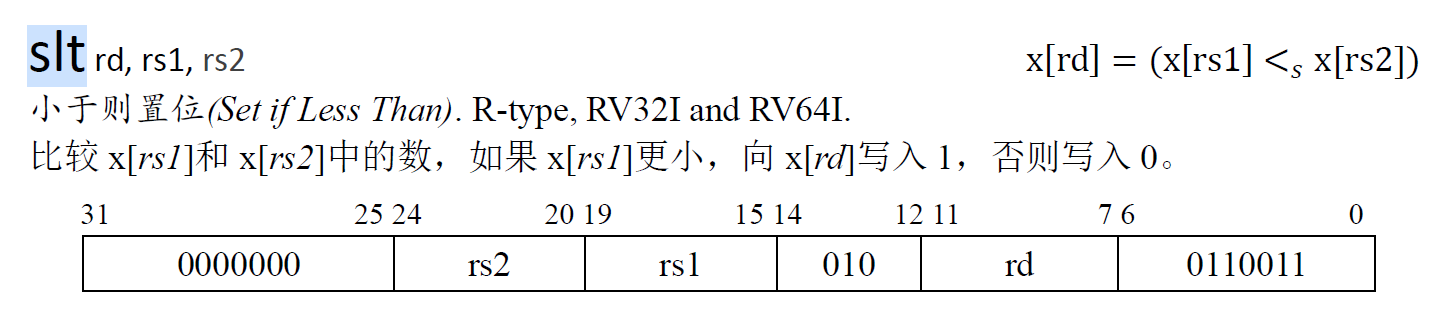 slt rd, rs1, rs2 x[rd] = (x[rs1] <ₛ x[rs2])
小于则置位(Set if Less Than). R-type, RV32I and RV64I.
比较 x[rs1]和 x[rs2]中的数，如果 x[rs1]更小，向 x[rd]写入 1，否则写入 0。
31 25 24 20 19 15 14 12 11 7 6 0
0000000 rs2 rs1 010 rd 0110011